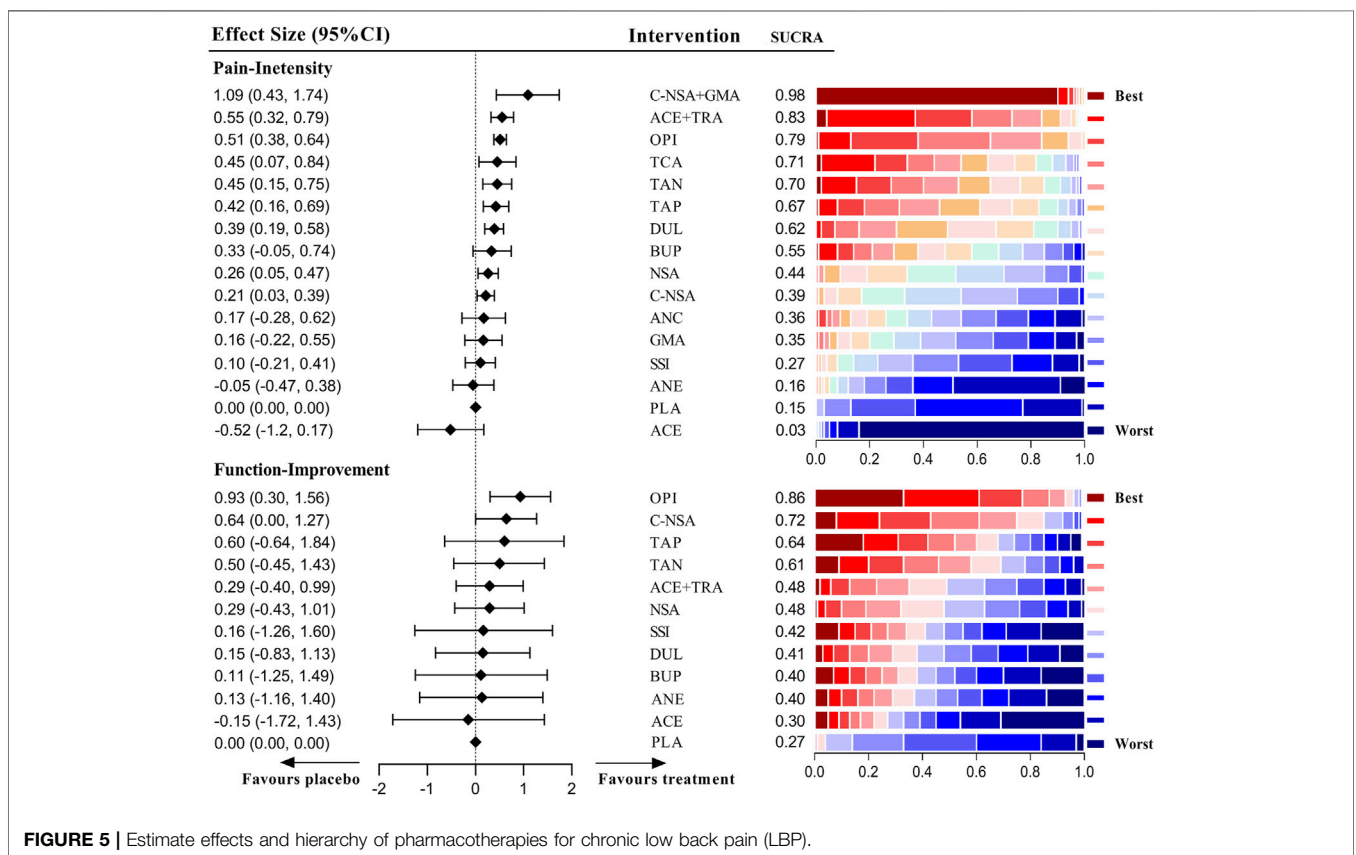 Effect Size (95%CI) Intervention SUCRA
Pain-Inetensity
1.09 (0.43, 1.74) C-NSA+GMA 0.98 Best
0.55 (0.32, 0.79) ACE+TRA 0.83
0.51 (0.38, 0.64) OPI 0.79
0.45 (0.07, 0.84) TCA 0.71
0.45 (0.15, 0.75) TAN 0.70
0.42 (0.16, 0.69) TAP 0.67
0.39 (0.19, 0.58) DUL 0.62
0.33 (-0.05, 0.74) BUP 0.55
0.26 (0.05, 0.47) NSA 0.44
0.21 (0.03, 0.39) C-NSA 0.39
0.17 (-0.28, 0.62) ANC 0.36
0.16 (-0.22, 0.55) GMA 0.35
0.10 (-0.21, 0.41) SSI 0.27
-0.05 (-0.47, 0.38) ANE 0.16
0.00 (0.00, 0.00) PLA 0.15
-0.52 (-1.2, 0.17) ACE 0.03 Worst
0.0 0.2 0.4 0.6 0.8 1.0
Function-Improvement
0.93 (0.30, 1.56) OPI 0.86 Best
0.64 (0.00, 1.27) C-NSA 0.72
0.60 (-0.64, 1.84) TAP 0.64
0.50 (-0.45, 1.43) TAN 0.61
0.29 (-0.40, 0.99) ACE+TRA 0.48
0.29 (-0.43, 1.01) NSA 0.48
0.16 (-1.26, 1.60) SSI 0.42
0.15 (-0.83, 1.13) DUL 0.41
0.11 (-1.25, 1.49) BUP 0.40
0.13 (-1.16, 1.40) ANE 0.40
-0.15 (-1.72, 1.43) ACE 0.30
0.00 (0.00, 0.00) PLA 0.27 Worst
0.0 0.2 0.4 0.6 0.8 1.0
Favours placebo Favours treatment
-2 -1 0 1 2
FIGURE 5 | Estimate effects and hierarchy of pharmacotherapies for chronic low back pain (LBP).